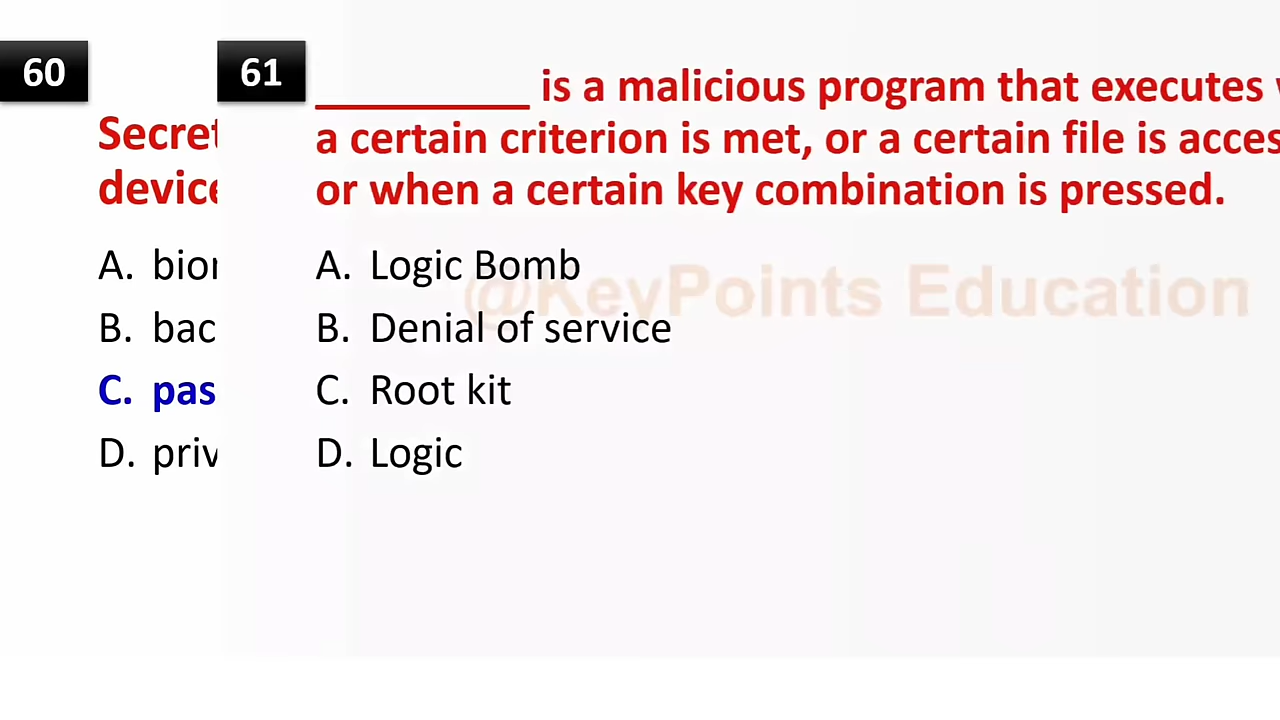 60
Secret
device
A. bior
B. bac
C. pas
D. priv
61
_________ is a malicious program that executes
a certain criterion is met, or a certain file is acces
or when a certain key combination is pressed.
A. Logic Bomb
B. Denial of service
C. Root kit
D. Logic
@KeyPoints Education